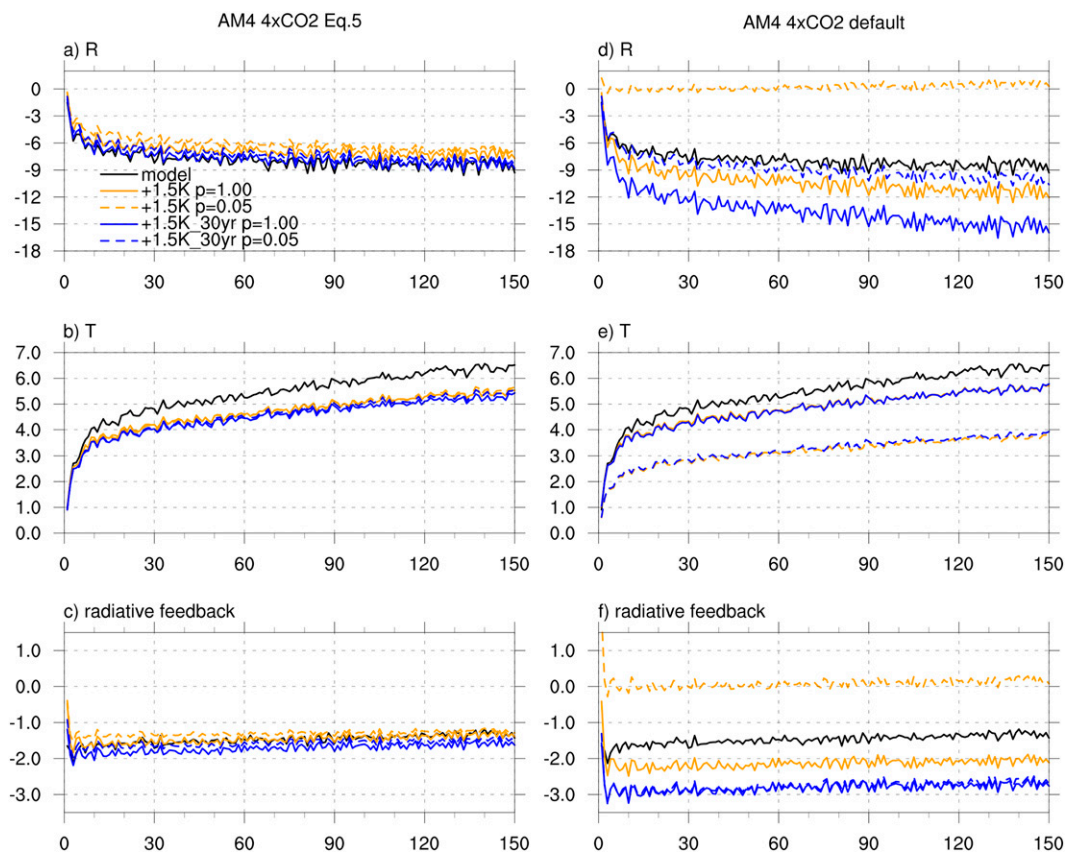 AM4 4xCO2 Eq.5
a) R
0
-3
-6
-9
-12
-15
-18
model
+1.5K p=1.00
+1.5K p=0.05
+1.5K_30yr p=1.00
+1.5K_30yr p=0.05
0 30 60 90 120 150
b) T
7.0
6.0
5.0
4.0
3.0
2.0
1.0
0.0
0 30 60 90 120 150
c) radiative feedback
1.0
0.0
-1.0
-2.0
-3.0
0 30 60 90 120 150
AM4 4xCO2 default
d) R
0
-3
-6
-9
-12
-15
-18
0 30 60 90 120 150
e) T
7.0
6.0
5.0
4.0
3.0
2.0
1.0
0.0
0 30 60 90 120 150
f) radiative feedback
1.0
0.0
-1.0
-2.0
-3.0
0 30 60 90 120 150